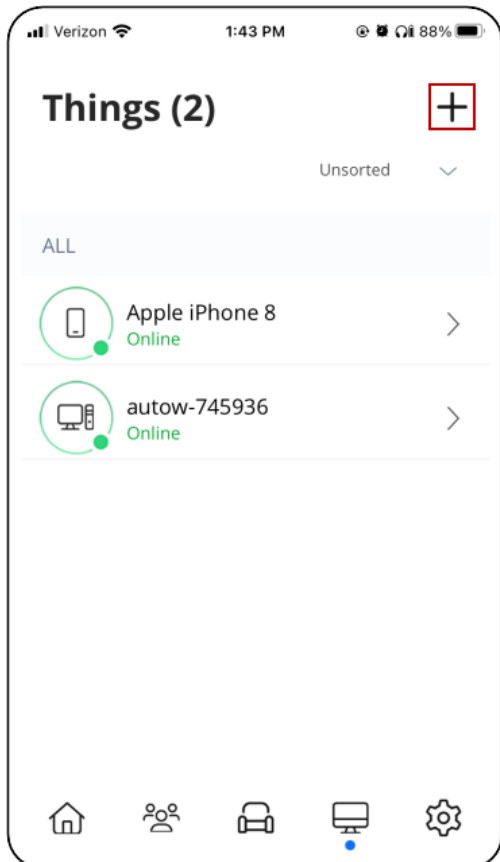 Verizon 1:43 PM 88%
Things (2)
Unsorted
ALL
Apple iPhone 8
Online
autow-745936
Online